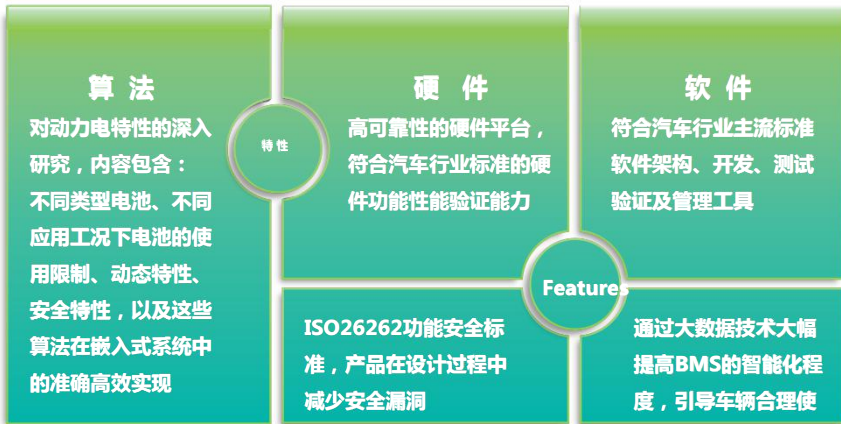 算 法
对动力电特性的深入
研究，内容包含：
不同类型电池、不同
应用工况下电池的使
用限制、动态特性、
安全特性，以及这些
算法在嵌入式系统中
的准确高效实现
特性
硬 件
高可靠性的硬件平台，
符合汽车行业标准的硬
件功能性能验证能力
软 件
符合汽车行业主流标准
软件架构、开发、测试
验证及管理工具
Features
ISO26262功能安全标
准，产品在设计过程中
减少安全漏洞
通过大数据技术大幅
提高BMS的智能化程
度，引导车辆合理使